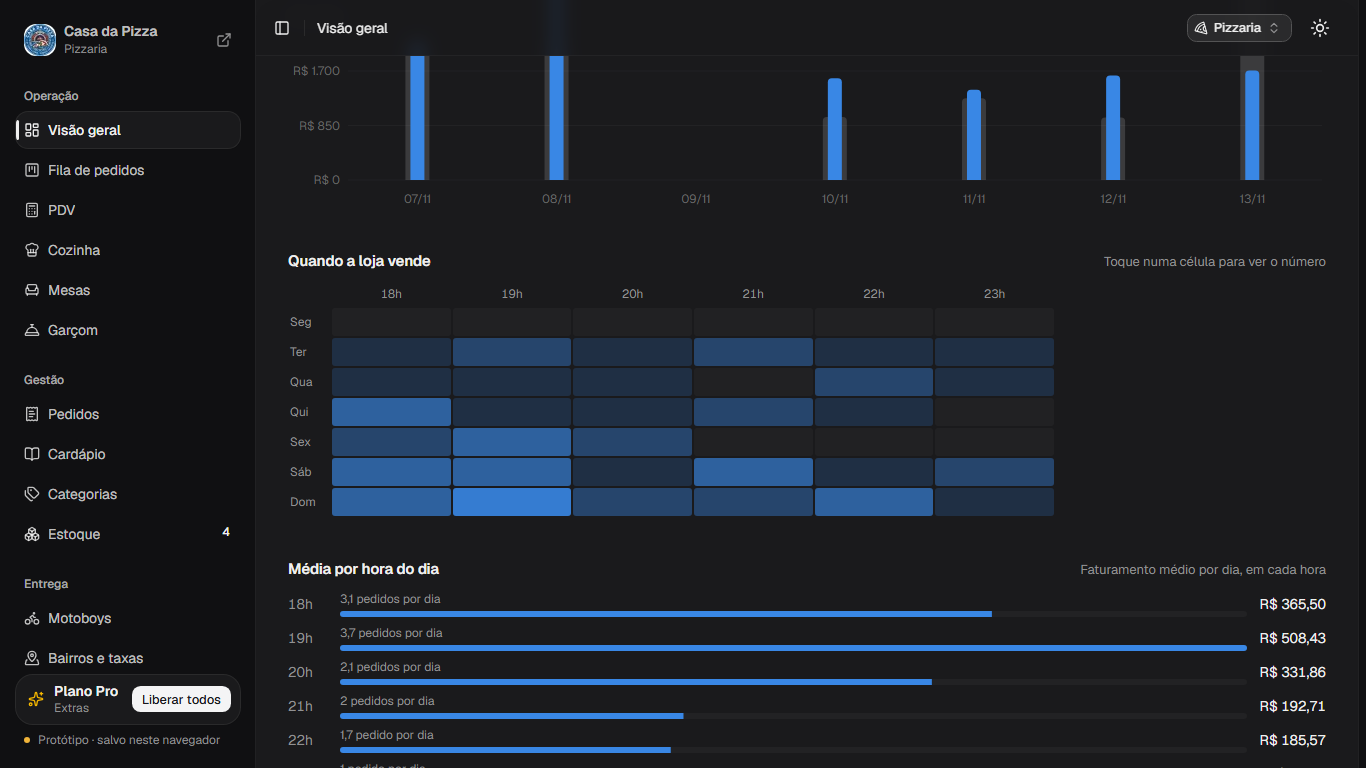 Casa da Pizza
Pizzaria
Operação
Visão geral
Fila de pedidos
PDV
Cozinha
Mesas
Garçom
Gestão
Pedidos
Cardápio
Categorias
Estoque 4
Entrega
Motoboys
Bairros e taxas
Plano Pro
Extras
Liberar todos
Protótipo · salvo neste navegador
Visão geral
Pizzaria
R$ 1.700
R$ 850
R$ 0
07/11 08/11 09/11 10/11 11/11 12/11 13/11
Quando a loja vende
Toque numa célula para ver o número
18h 19h 20h 21h 22h 23h
Seg
Ter
Qua
Qui
Sex
Sáb
Dom
Média por hora do dia
Faturamento médio por dia, em cada hora
18h 3,1 pedidos por dia R$ 365,50
19h 3,7 pedidos por dia R$ 508,43
20h 2,1 pedidos por dia R$ 331,86
21h 2 pedidos por dia R$ 192,71
22h 1,7 pedido por dia R$ 185,57
1 pedido por dia